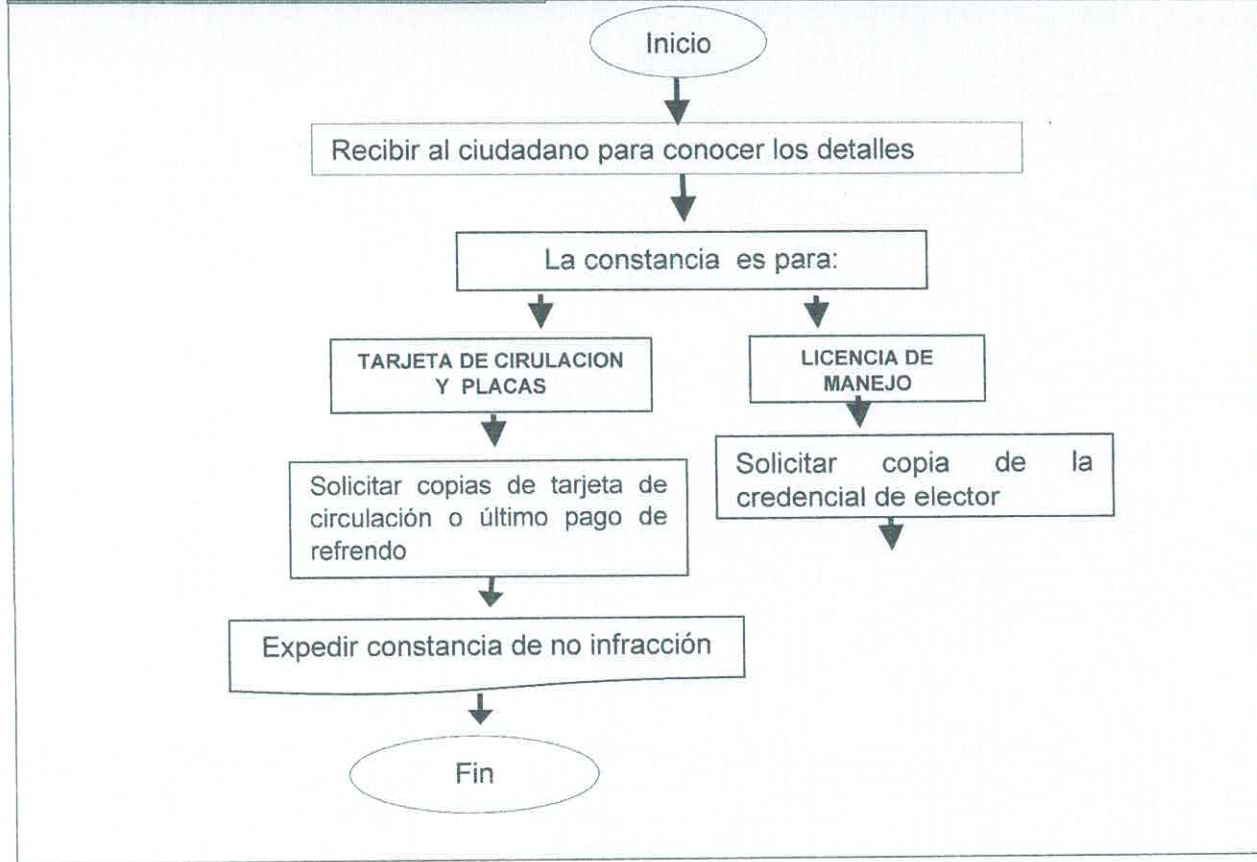 Inicio
Recibir al ciudadano para conocer los detalles
La constancia es para:
TARJETA DE CIRULACION
Y PLACAS
LICENCIA DE
MANEJO
Solicitar copias de tarjeta de
circulación o último pago de
refrendo
Solicitar copia de la
credencial de elector
Expedir constancia de no infracción
Fin